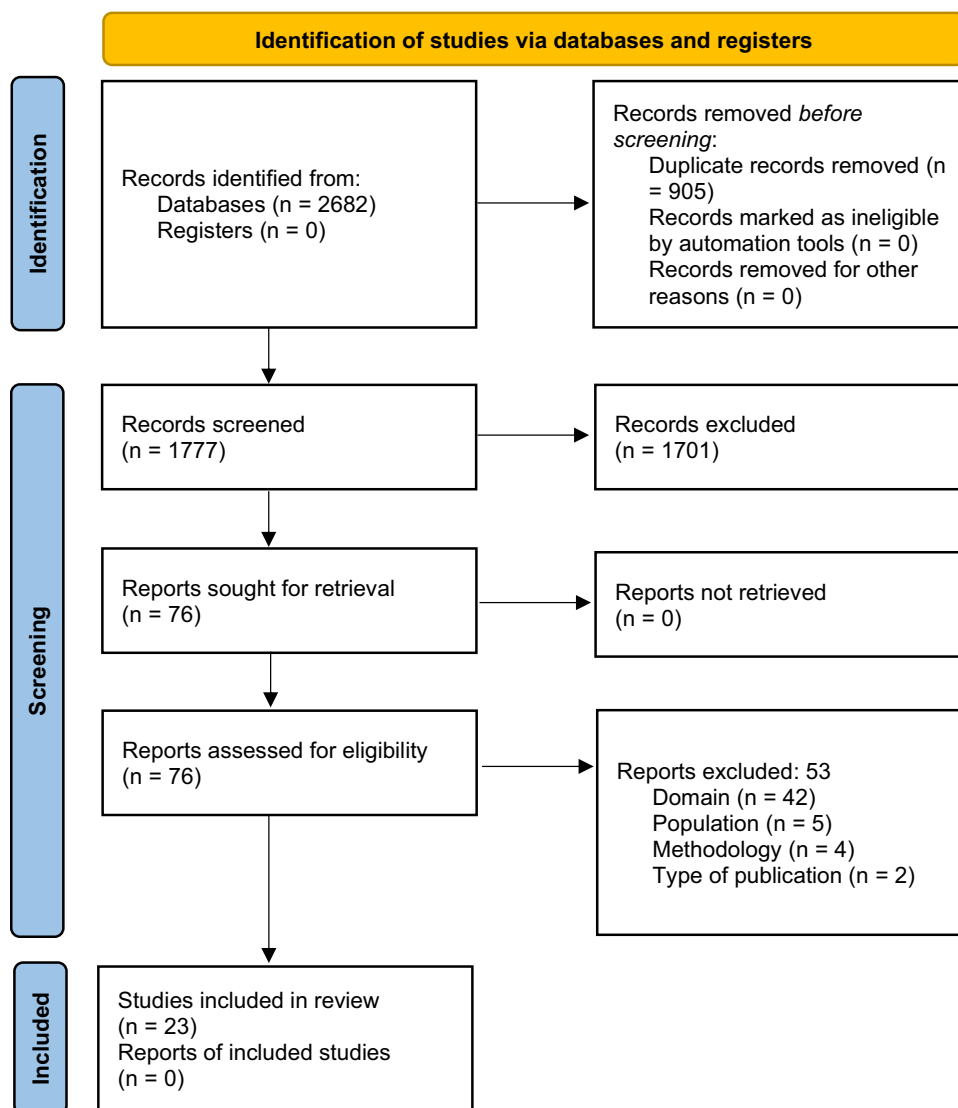 Identification of studies via databases and registers
Identification
Records identified from:
Databases (n = 2682)
Registers (n = 0)
Records removed before
screening:
Duplicate records removed (n
= 905)
Records marked as ineligible
by automation tools (n = 0)
Records removed for other
reasons (n = 0)
Screening
Records screened
(n = 1777)
Records excluded
(n = 1701)
Reports sought for retrieval
(n = 76)
Reports not retrieved
(n = 0)
Reports assessed for eligibility
(n = 76)
Reports excluded: 53
Domain (n = 42)
Population (n = 5)
Methodology (n = 4)
Type of publication (n = 2)
Included
Studies included in review
(n = 23)
Reports of included studies
(n = 0)